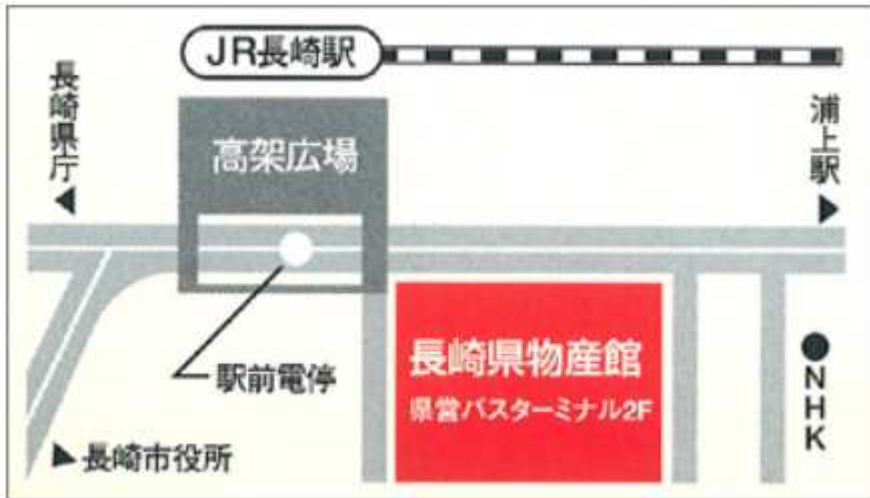 JR長崎駅
長崎県庁
高架広場
浦上駅
駅前電停
長崎県物産館
県営バスターミナル2F
NHK
長崎市役所